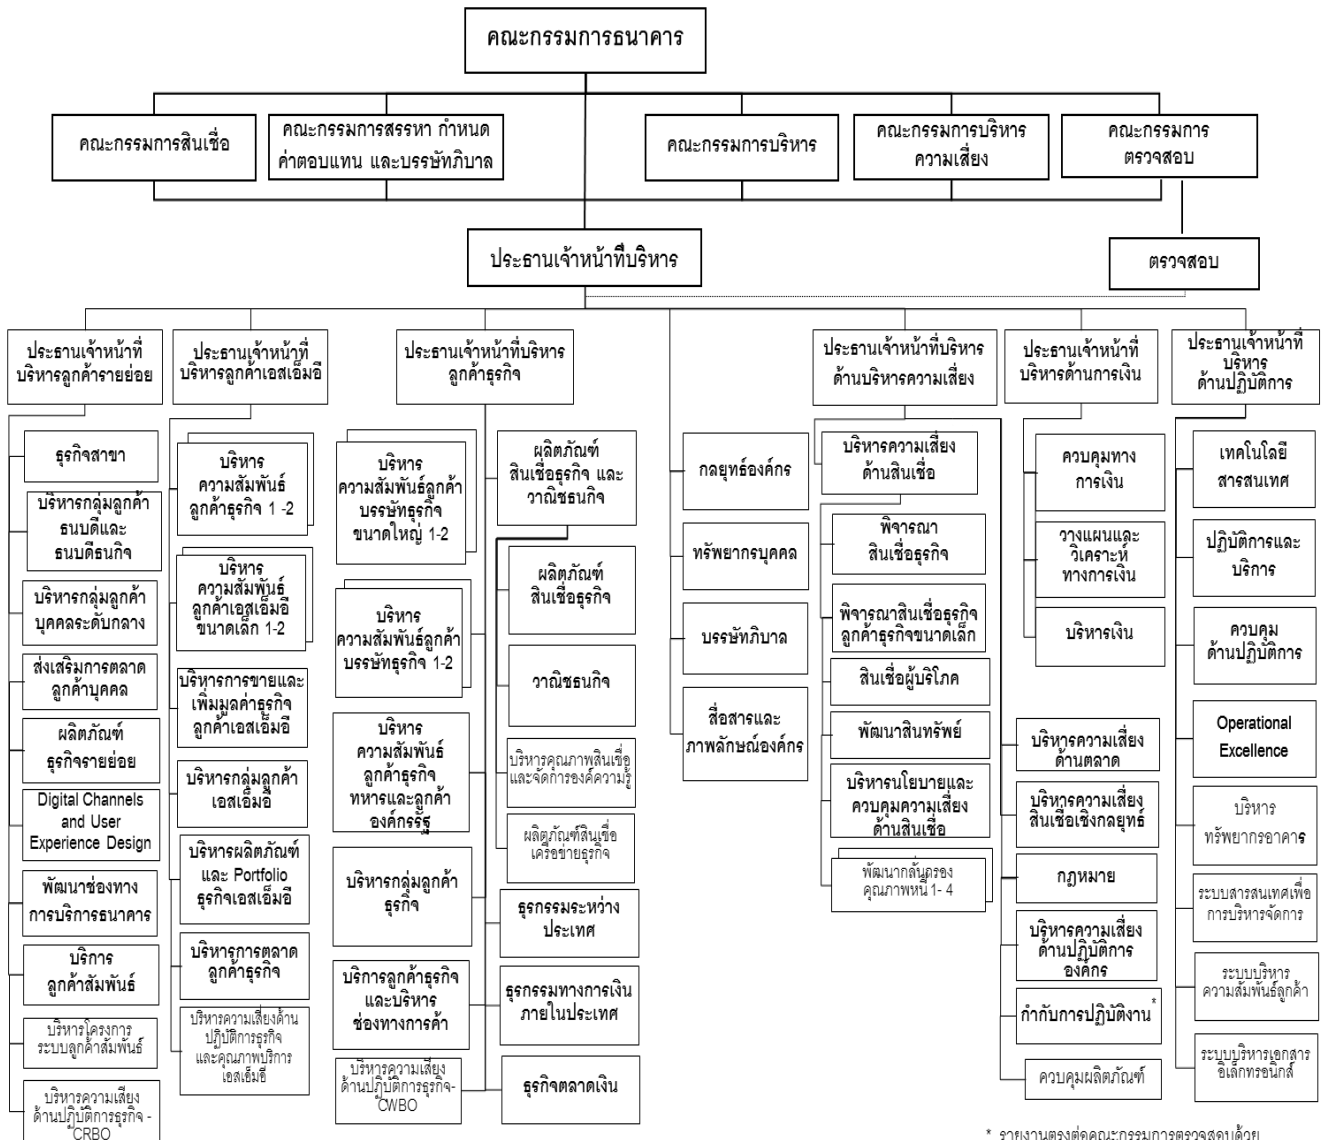 คณะกรรมการธนาคาร
คณะกรรมการสินเชื่อ
คณะกรรมการสรรหา กำหนด
ค่าตอบแทน และบรรษัทภิบาล
คณะกรรมการบริหาร
คณะกรรมการบริหาร
ความเสี่ยง
คณะกรรมการ
ตรวจสอบ
ประธานเจ้าหน้าที่บริหาร
ตรวจสอบ
ประธานเจ้าหน้าที่
บริหารลูกค้ารายย่อย
ธุรกิจสาขา
บริหารกลุ่มลูกค้า
ธนบดีและ
ธนบดีธนกิจ
บริหารกลุ่มลูกค้า
บุคคลระดับกลาง
ส่งเสริมการตลาด
ลูกค้าบุคคล
ผลิตภัณฑ์
ธุรกิจรายย่อย
Digital Channels
and User
Experience Design
พัฒนาช่องทาง
การบริการธนาคาร
บริการ
ลูกค้าสัมพันธ์
บริหารโครงการ
ระบบลูกค้าสัมพันธ์
บริหารความเสี่ยง
ด้านปฏิบัติการธุรกิจ -
CRBO
ประธานเจ้าหน้าที่
บริหารลูกค้าเอสเอ็มอี
บริหาร
ความสัมพันธ์
ลูกค้าธุรกิจ 1 -2
บริหาร
ความสัมพันธ์
ลูกค้าเอสเอ็มอี
ขนาดเล็ก 1-2
บริหารการขายและ
เพิ่มมูลค่าธุรกิจ
ลูกค้าเอสเอ็มอี
บริหารกลุ่มลูกค้า
เอสเอ็มอี
บริหารผลิตภัณฑ์
และ Portfolio
ธุรกิจเอสเอ็มอี
บริหารการตลาด
ลูกค้าธุรกิจ
บริหารความเสี่ยงด้าน
ปฏิบัติการธุรกิจ
และคุณภาพบริการ
เอสเอ็มอี
ประธานเจ้าหน้าที่บริหาร
ลูกค้าธุรกิจ
บริหาร
ความสัมพันธ์ลูกค้า
บรรษัทธุรกิจ
ขนาดใหญ่ 1-2
บริหาร
ความสัมพันธ์ลูกค้า
บรรษัทธุรกิจ 1-2
บริหาร
ความสัมพันธ์
ลูกค้าธุรกิจ
ทหารและลูกค้า
องค์กรรัฐ
บริหารกลุ่มลูกค้า
ธุรกิจ
บริการลูกค้าธุรกิจ
และบริหาร
ช่องทางการค้า
บริหารความเสี่ยง
ด้านปฏิบัติการธุรกิจ-
CWBO
ผลิตภัณฑ์
สินเชื่อธุรกิจ และ
วาณิชธนกิจ
ผลิตภัณฑ์
สินเชื่อธุรกิจ
วาณิชธนกิจ
บริหารคุณภาพสินเชื่อ
และจัดการองค์ความรู้
ผลิตภัณฑ์สินเชื่อ
เครือข่ายธุรกิจ
ธุรกรรมระหว่าง
ประเทศ
ธุรกรรมทางการเงิน
ภายในประเทศ
ธุรกิจตลาดเงิน
กลยุทธ์องค์กร
ทรัพยากรบุคคล
บรรษัทภิบาล
สื่อสารและ
ภาพลักษณ์องค์กร
ประธานเจ้าหน้าที่บริหาร
ด้านบริหารความเสี่ยง
บริหารความเสี่ยง
ด้านสินเชื่อ
พิจารณา
สินเชื่อธุรกิจ
พิจารณาสินเชื่อธุรกิจ
ลูกค้าธุรกิจขนาดเล็ก
สินเชื่อผู้บริโภค
พัฒนาสินทรัพย์
บริหารนโยบายและ
ควบคุมความเสี่ยง
ด้านสินเชื่อ
พัฒนากลั่นกรอง
คุณภาพหนี้ 1- 4
บริหารความเสี่ยง
ด้านตลาด
บริหารความเสี่ยง
สินเชื่อเชิงกลยุทธ์
กฎหมาย
บริหารความเสี่ยง
ด้านปฏิบัติการ
องค์กร
กำกับการปฏิบัติงาน*
ควบคุมผลิตภัณฑ์
ประธานเจ้าหน้าที่
บริหารด้านการเงิน
ควบคุมทาง
การเงิน
วางแผนและ
วิเคราะห์
ทางการเงิน
บริหารเงิน
ประธานเจ้าหน้าที่
บริหาร
ด้านปฏิบัติการ
เทคโนโลยี
สารสนเทศ
ปฏิบัติการและ
บริการ
ควบคุม
ด้านปฏิบัติการ
Operational
Excellence
บริหาร
ทรัพยากรอาคาร
ระบบสารสนเทศเพื่อ
การบริหารจัดการ
ระบบบริหาร
ความสัมพันธ์ลูกค้า
ระบบบริหารเอกสาร
อิเล็กทรอนิกส์
* รายงานตรงต่อคณะกรรมการตรวจสอบด้วย